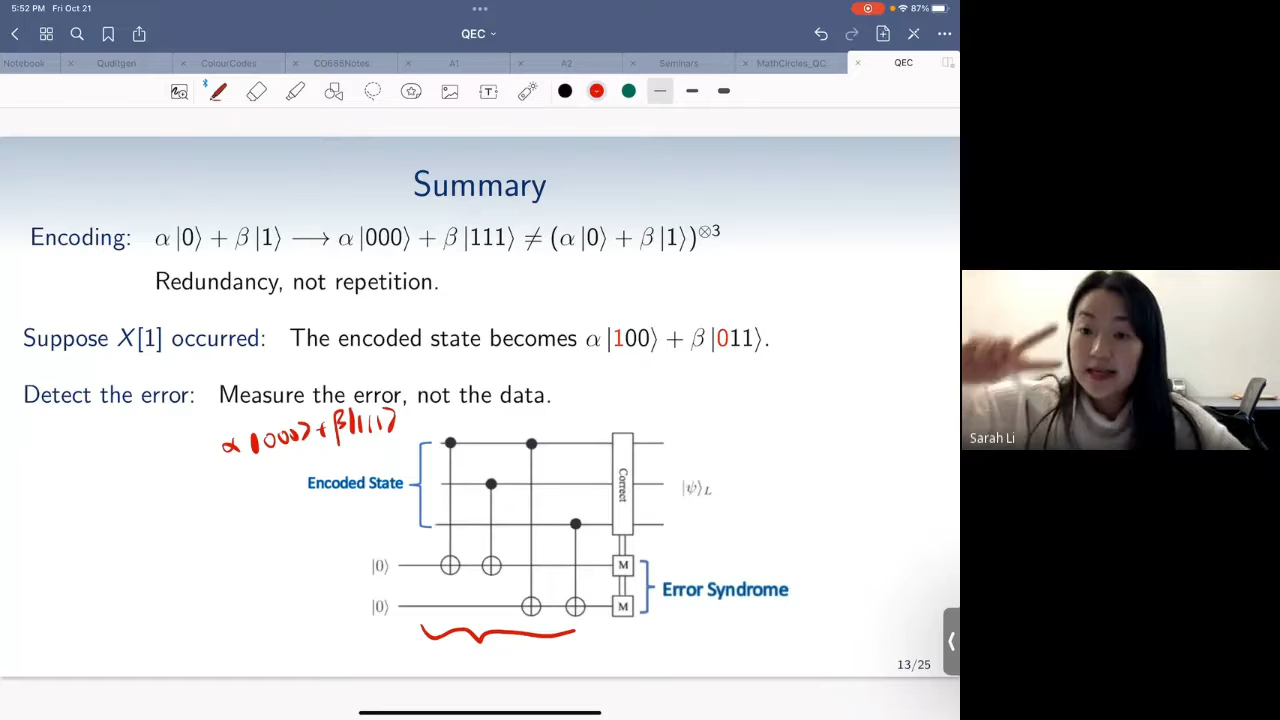 5:52 PM Fri Oct 21
87%
QEC
Notebook
Quditgen
ColourCodes
CO688Notes
A1
A2
Seminars
MathCircles_QC
QEC
Summary
Encoding: α|0⟩ + β|1⟩ ⟶ α|000⟩ + β|111⟩ ≠ (α|0⟩ + β|1⟩)⊗3
Redundancy, not repetition.
Suppose X[1] occurred: The encoded state becomes α|100⟩ + β|011⟩.
Detect the error: Measure the error, not the data.
α|000⟩+β|111⟩
Encoded State
Correct
|ψ⟩L
|0⟩
M
|0⟩
M
Error Syndrome
13/25
Sarah Li